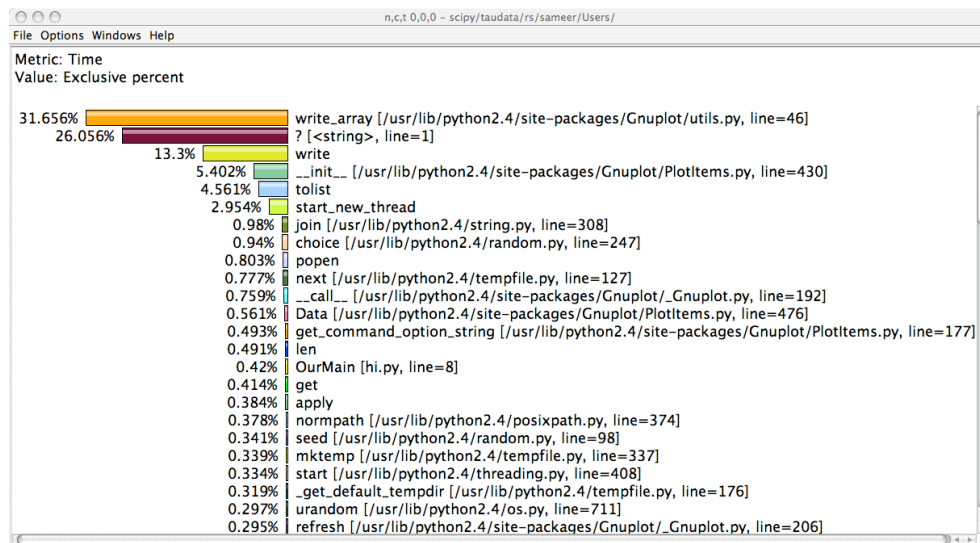 n,c,t 0,0,0 – scipy/taudata/rs/sameer/Users/
File Options Windows Help
Metric: Time
Value: Exclusive percent
31.656% write_array [/usr/lib/python2.4/site-packages/Gnuplot/utils.py, line=46]
26.056% ? [<string>, line=1]
13.3% write
5.402% __init__ [/usr/lib/python2.4/site-packages/Gnuplot/PlotItems.py, line=430]
4.561% tolist
2.954% start_new_thread
0.98% join [/usr/lib/python2.4/string.py, line=308]
0.94% choice [/usr/lib/python2.4/random.py, line=247]
0.803% popen
0.777% next [/usr/lib/python2.4/tempfile.py, line=127]
0.759% __call__ [/usr/lib/python2.4/site-packages/Gnuplot/_Gnuplot.py, line=192]
0.561% Data [/usr/lib/python2.4/site-packages/Gnuplot/PlotItems.py, line=476]
0.493% get_command_option_string [/usr/lib/python2.4/site-packages/Gnuplot/PlotItems.py, line=177]
0.491% len
0.42% OurMain [hi.py, line=8]
0.414% get
0.384% apply
0.378% normpath [/usr/lib/python2.4/posixpath.py, line=374]
0.341% seed [/usr/lib/python2.4/random.py, line=98]
0.339% mktemp [/usr/lib/python2.4/tempfile.py, line=337]
0.334% start [/usr/lib/python2.4/threading.py, line=408]
0.319% _get_default_tempdir [/usr/lib/python2.4/tempfile.py, line=176]
0.297% urandom [/usr/lib/python2.4/os.py, line=711]
0.295% refresh [/usr/lib/python2.4/site-packages/Gnuplot/_Gnuplot.py, line=206]